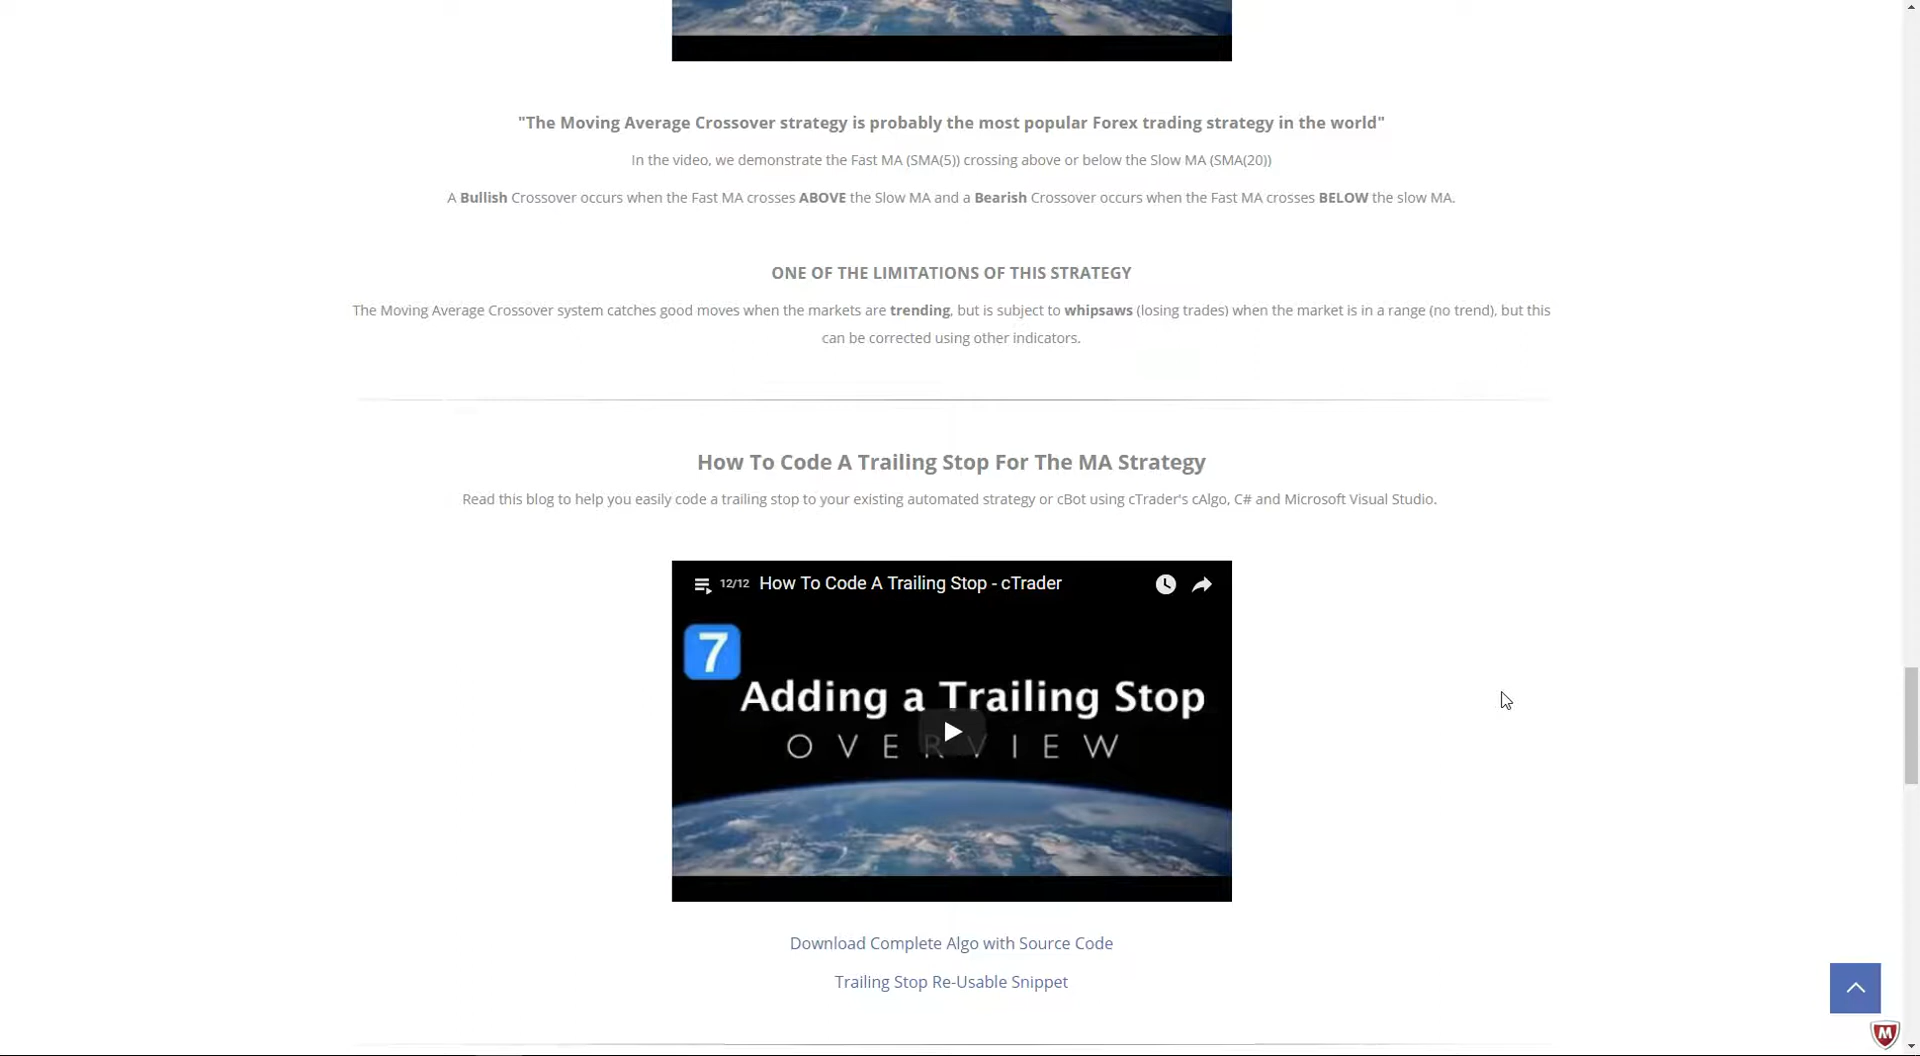 "The Moving Average Crossover strategy is probably the most popular Forex trading strategy in the world"
In the video, we demonstrate the Fast MA (SMA(5)) crossing above or below the Slow MA (SMA(20))
A Bullish Crossover occurs when the Fast MA crosses ABOVE the Slow MA and a Bearish Crossover occurs when the Fast MA crosses BELOW the slow MA.
ONE OF THE LIMITATIONS OF THIS STRATEGY
The Moving Average Crossover system catches good moves when the markets are trending, but is subject to whipsaws (losing trades) when the market is in a range (no trend), but this
can be corrected using other indicators.
How To Code A Trailing Stop For The MA Strategy
Read this blog to help you easily code a trailing stop to your existing automated strategy or cBot using cTrader's cAlgo, C# and Microsoft Visual Studio.
12/12 How To Code A Trailing Stop - cTrader
7
Adding a Trailing Stop
OVERVIEW
Download Complete Algo with Source Code
Trailing Stop Re-Usable Snippet